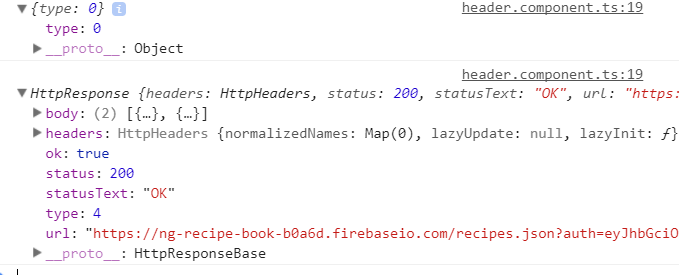 ▼{type: 0} i header.component.ts:19
type: 0
▶__proto__: Object
header.component.ts:19
▼HttpResponse {headers: HttpHeaders, status: 200, statusText: "OK", url: "https:
▶body: (2) [{…}, {…}]
▶headers: HttpHeaders {normalizedNames: Map(0), lazyUpdate: null, lazyInit: ƒ}
ok: true
status: 200
statusText: "OK"
type: 4
url: "https://ng-recipe-book-b0a6d.firebaseio.com/recipes.json?auth=eyJhbGciO
▶__proto__: HttpResponseBase